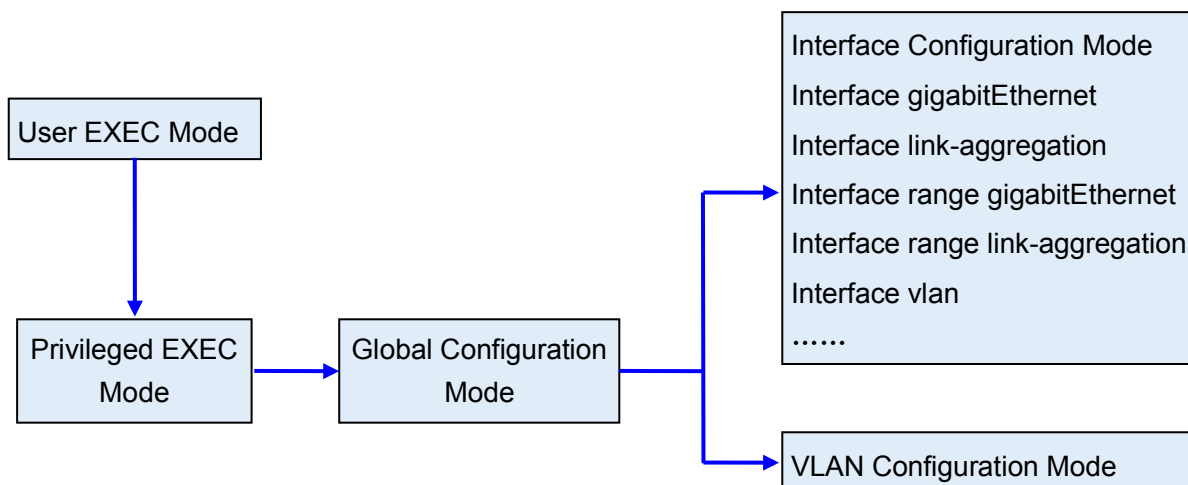 User EXEC Mode
Privileged EXEC
Mode
Global Configuration
Mode
Interface Configuration Mode
Interface gigabitEthernet
Interface link-aggregation
Interface range gigabitEthernet
Interface range link-aggregation
Interface vlan
……
VLAN Configuration Mode